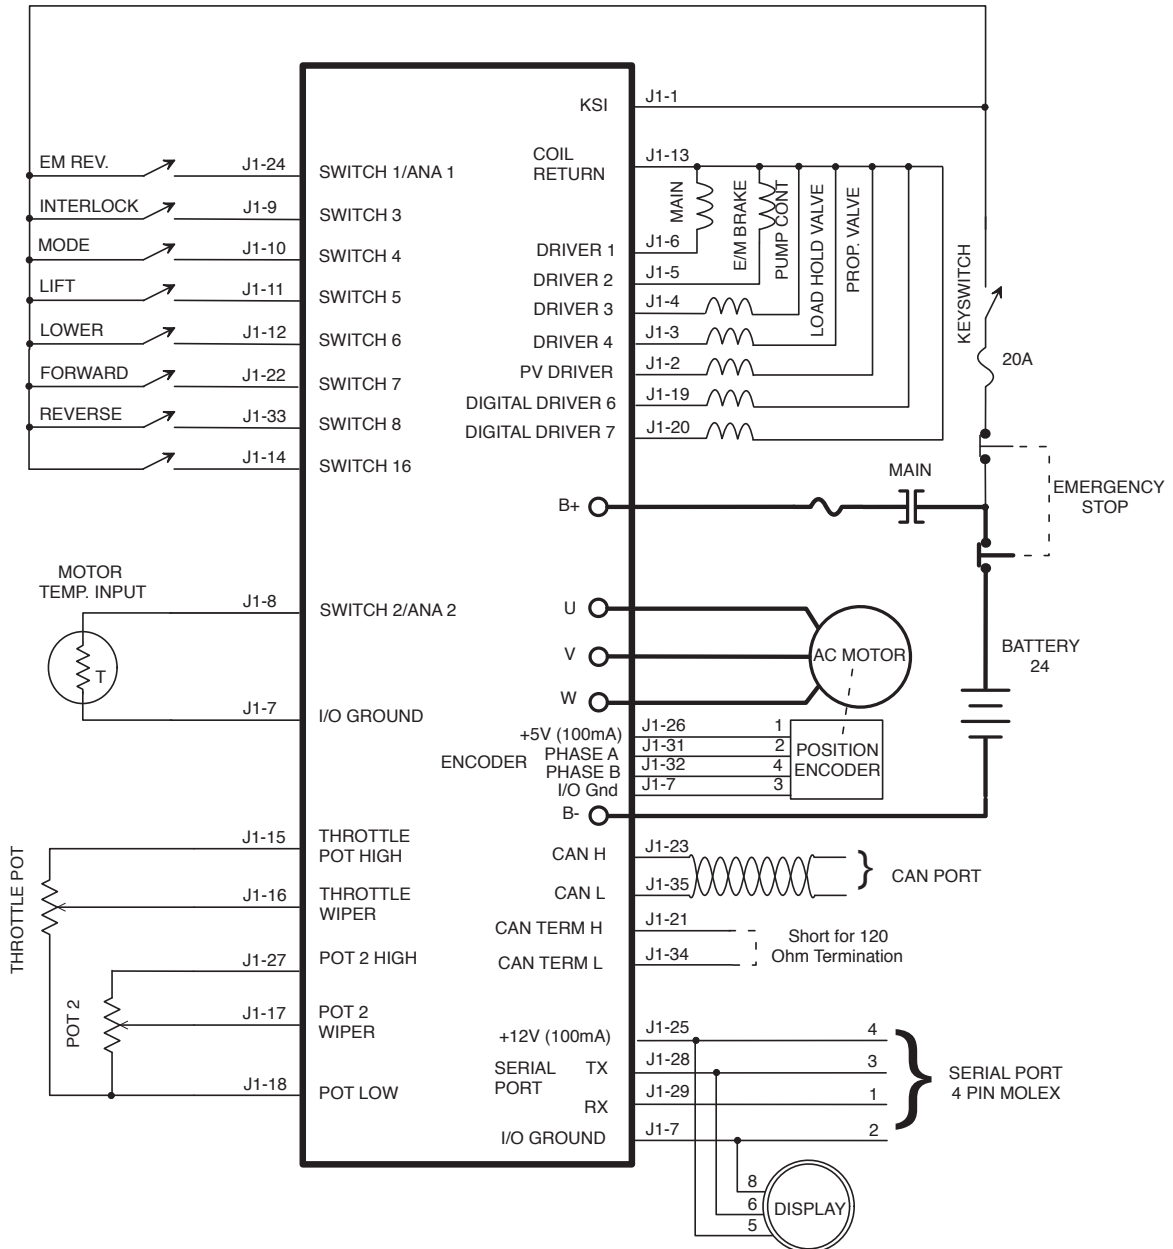 KSI
J1-1
COIL
RETURN
J1-13
EM REV.
J1-24
SWITCH 1/ANA 1
INTERLOCK
J1-9
SWITCH 3
MODE
J1-10
SWITCH 4
LIFT
J1-11
SWITCH 5
LOWER
J1-12
SWITCH 6
FORWARD
J1-22
SWITCH 7
REVERSE
J1-33
SWITCH 8
J1-14
SWITCH 16
MAIN
E/M BRAKE
PUMP CONT
LOAD HOLD VALVE
PROP. VALVE
DRIVER 1
J1-6
DRIVER 2
J1-5
DRIVER 3
J1-4
DRIVER 4
J1-3
PV DRIVER
J1-2
DIGITAL DRIVER 6
J1-19
DIGITAL DRIVER 7
J1-20
KEYSWITCH
20A
MAIN
EMERGENCY
STOP
B+
MOTOR
TEMP. INPUT
J1-8
SWITCH 2/ANA 2
T
J1-7
I/O GROUND
U
V
W
AC MOTOR
BATTERY
24
ENCODER
+5V (100mA)
J1-26
1
PHASE A
J1-31
2
PHASE B
J1-32
4
I/O Gnd
J1-7
3
POSITION
ENCODER
B-
THROTTLE POT
J1-15
THROTTLE
POT HIGH
J1-16
THROTTLE
WIPER
J1-27
POT 2 HIGH
POT 2
J1-17
POT 2
WIPER
J1-18
POT LOW
CAN H
J1-23
CAN L
J1-35
CAN PORT
CAN TERM H
J1-21
CAN TERM L
J1-34
Short for 120
Ohm Termination
+12V (100mA)
J1-25
4
SERIAL
PORT
TX
J1-28
3
RX
J1-29
1
I/O GROUND
J1-7
2
SERIAL PORT
4 PIN MOLEX
8
6
5
DISPLAY